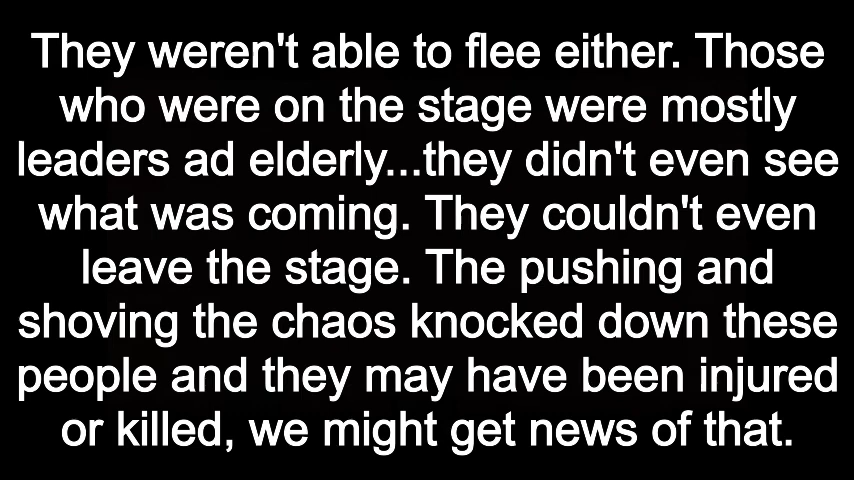 They weren't able to flee either. Those
who were on the stage were mostly
leaders ad elderly...they didn't even see
what was coming. They couldn't even
leave the stage. The pushing and
shoving the chaos knocked down these
people and they may have been injured
or killed, we might get news of that.